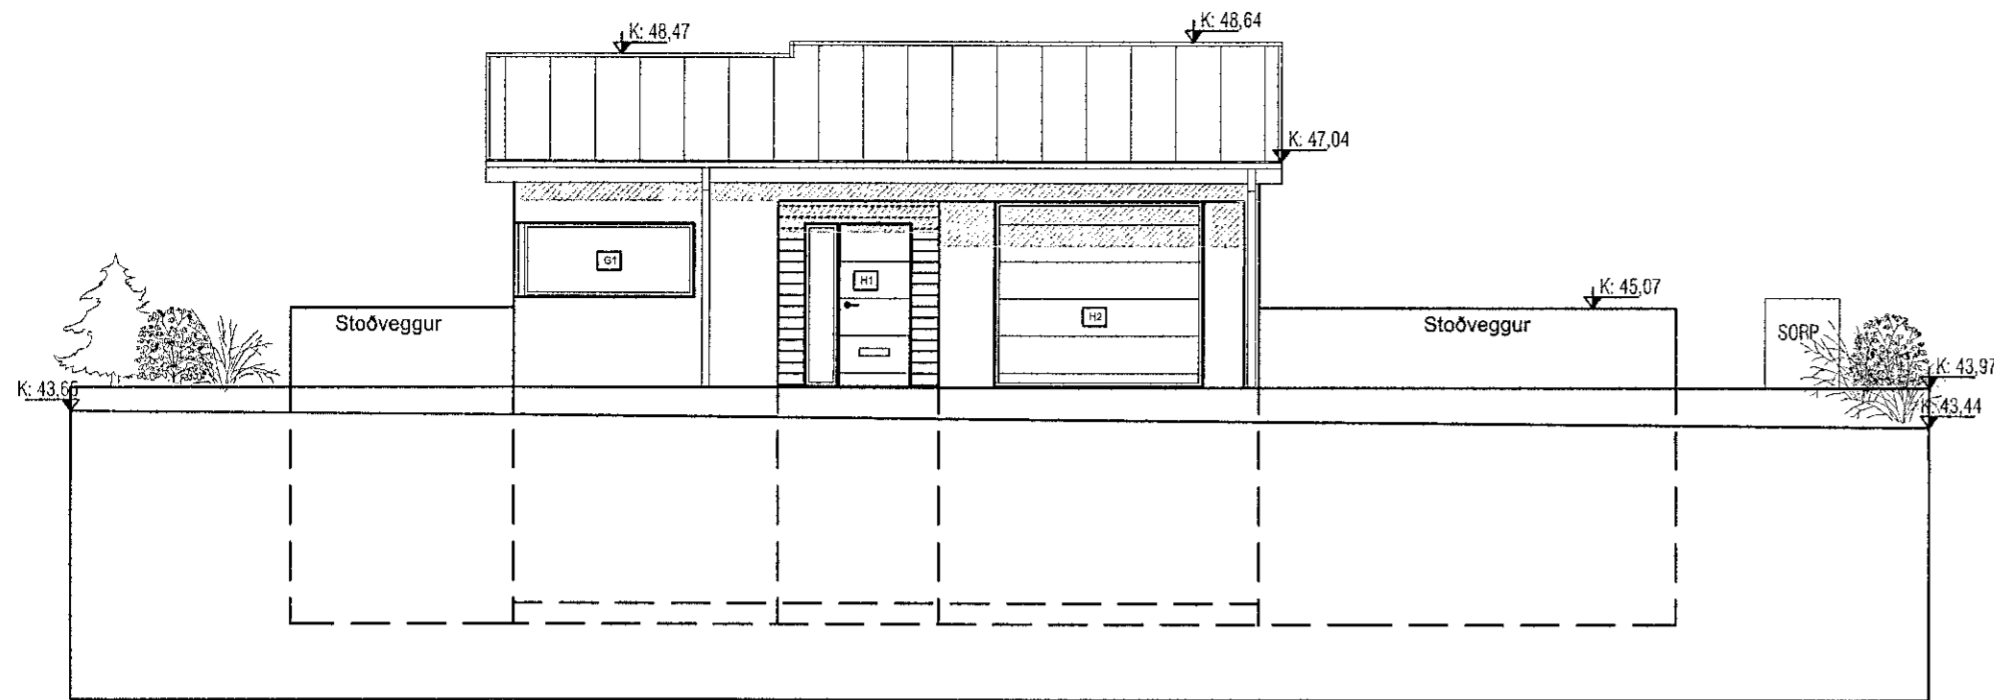 K: 48,64
K: 48,47
K: 47,04
G1
H1
K: 45,07
H2
Stoðveggur
Stoðveggur
SORP
K: 43,97
K: 43,65
K: 43,44